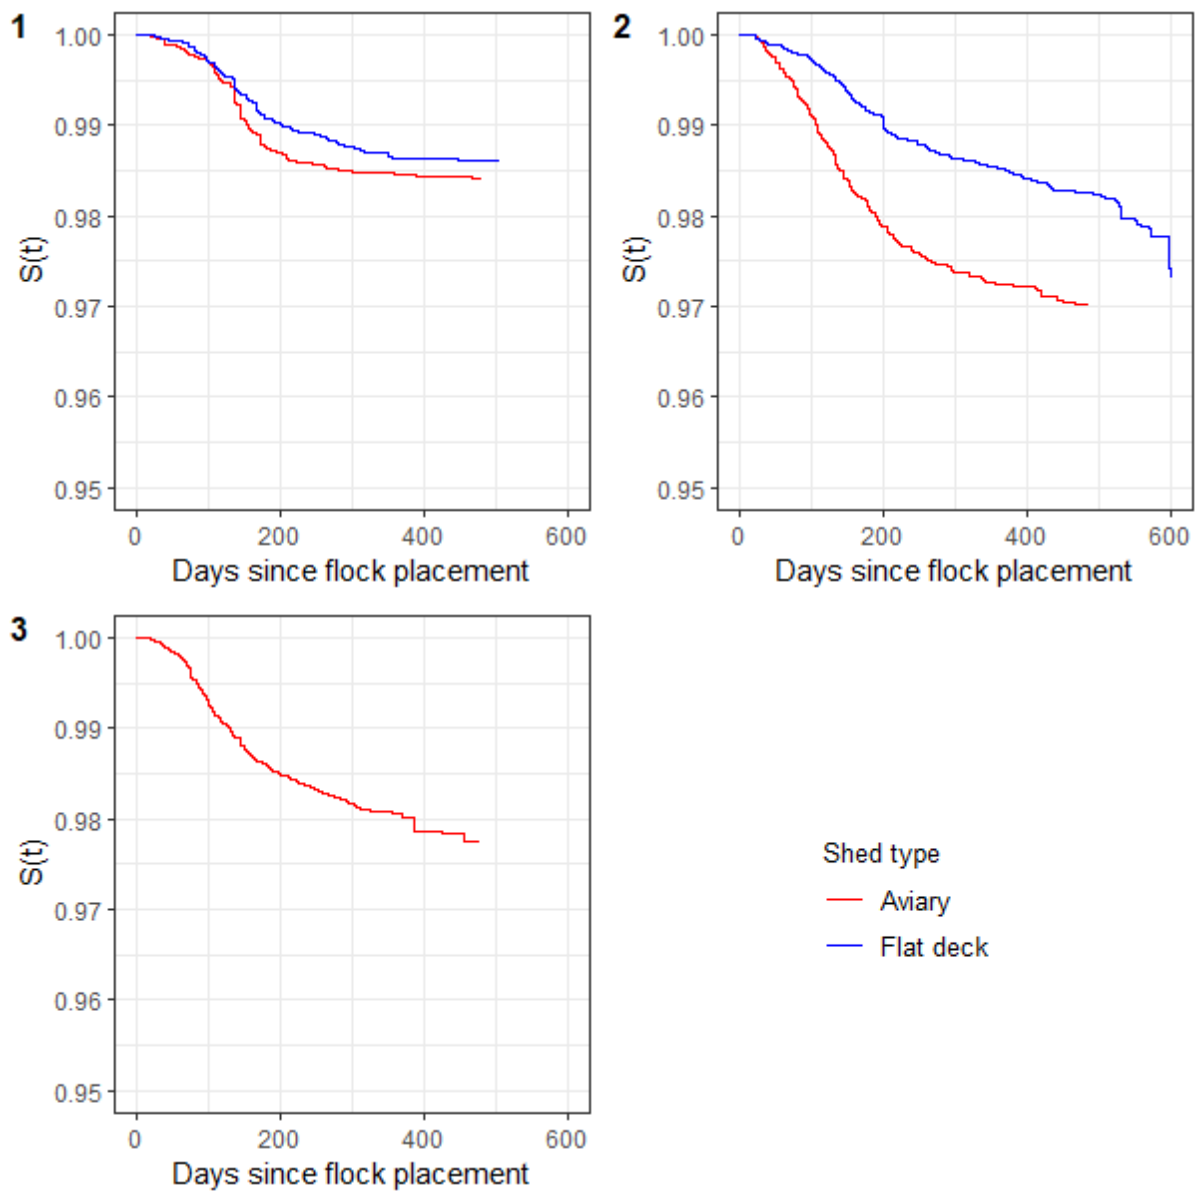 1
1.00
0.99
0.98
0.97
0.96
0.95
S(t)
0 200 400 600
Days since flock placement
2
1.00
0.99
0.98
0.97
0.96
0.95
S(t)
0 200 400 600
Days since flock placement
3
1.00
0.99
0.98
0.97
0.96
0.95
S(t)
0 200 400 600
Days since flock placement
Shed type
Aviary
Flat deck